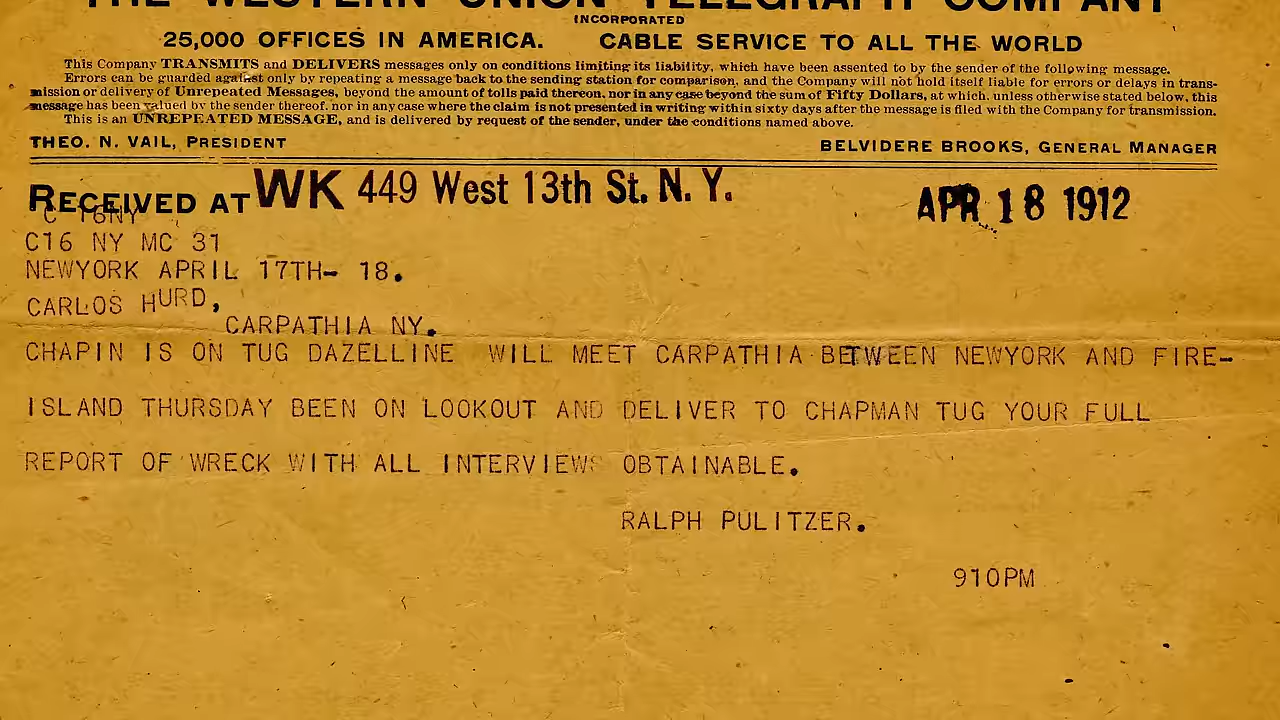 THE WESTERN UNION TELEGRAPH COMPANY
INCORPORATED
25,000 OFFICES IN AMERICA. CABLE SERVICE TO ALL THE WORLD
This Company TRANSMITS and DELIVERS messages only on conditions limiting its liability, which have been assented to by the sender of the following message.
Errors can be guarded against only by repeating a message back to the sending station for comparison, and the Company will not hold itself liable for errors or delays in trans-
mission or delivery of Unrepeated Messages, beyond the amount of tolls paid thereon, nor in any case beyond the sum of Fifty Dollars, at which, unless otherwise stated below, this
message has been valued by the sender thereof, nor in any case where the claim is not presented in writing within sixty days after the message is filed with the Company for transmission.
This is an UNREPEATED MESSAGE, and is delivered by request of the sender, under the conditions named above.
THEO. N. VAIL, PRESIDENT BELVIDERE BROOKS, GENERAL MANAGER
RECEIVED AT WK 449 West 13th St. N. Y. APR 18 1912
C 16NY
C16 NY MC 31
NEWYORK APRIL 17TH- 18.
CARLOS HURD,
CARPATHIA NY.
CHAPIN IS ON TUG DAZELLINE WILL MEET CARPATHIA BETWEEN NEWYORK AND FIRE-
ISLAND THURSDAY BEEN ON LOOKOUT AND DELIVER TO CHAPMAN TUG YOUR FULL
REPORT OF WRECK WITH ALL INTERVIEWS OBTAINABLE.
RALPH PULITZER.
910PM